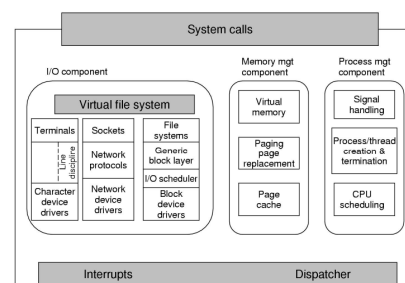 System calls
I/O component
Memory mgt
component
Process mgt
component
Virtual file system
Terminals
Line
discipline
Character
device
drivers
Sockets
Network
protocols
Network
device
drivers
File
systems
Generic
block layer
I/O scheduler
Block
device
drivers
Virtual
memory
Paging
page
replacement
Page
cache
Signal
handling
Process/thread
creation &
termination
CPU
scheduling
Interrupts
Dispatcher